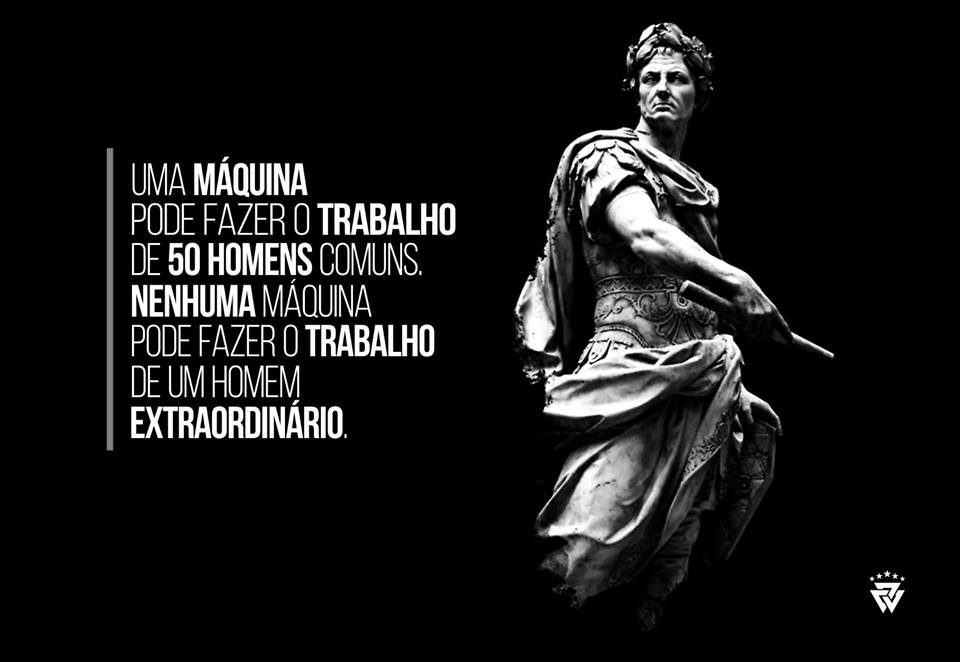 UMA MÁQUINA
PODE FAZER O TRABALHO
DE 50 HOMENS COMUNS.
NENHUMA MÁQUINA
PODE FAZER O TRABALHO
DE UM HOMEM
EXTRAORDINÁRIO.